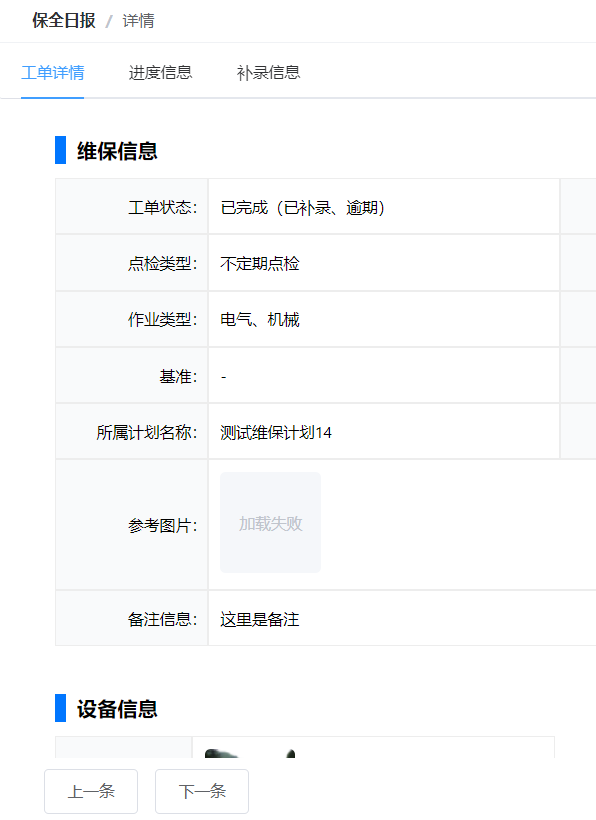 保全日报 / 详情
工单详情 进度信息 补录信息
维保信息
工单状态: 已完成（已补录、逾期）
点检类型: 不定期点检
作业类型: 电气、机械
基准: -
所属计划名称: 测试维保计划14
参考图片: 加载失败
备注信息: 这里是备注
设备信息
上一条 下一条